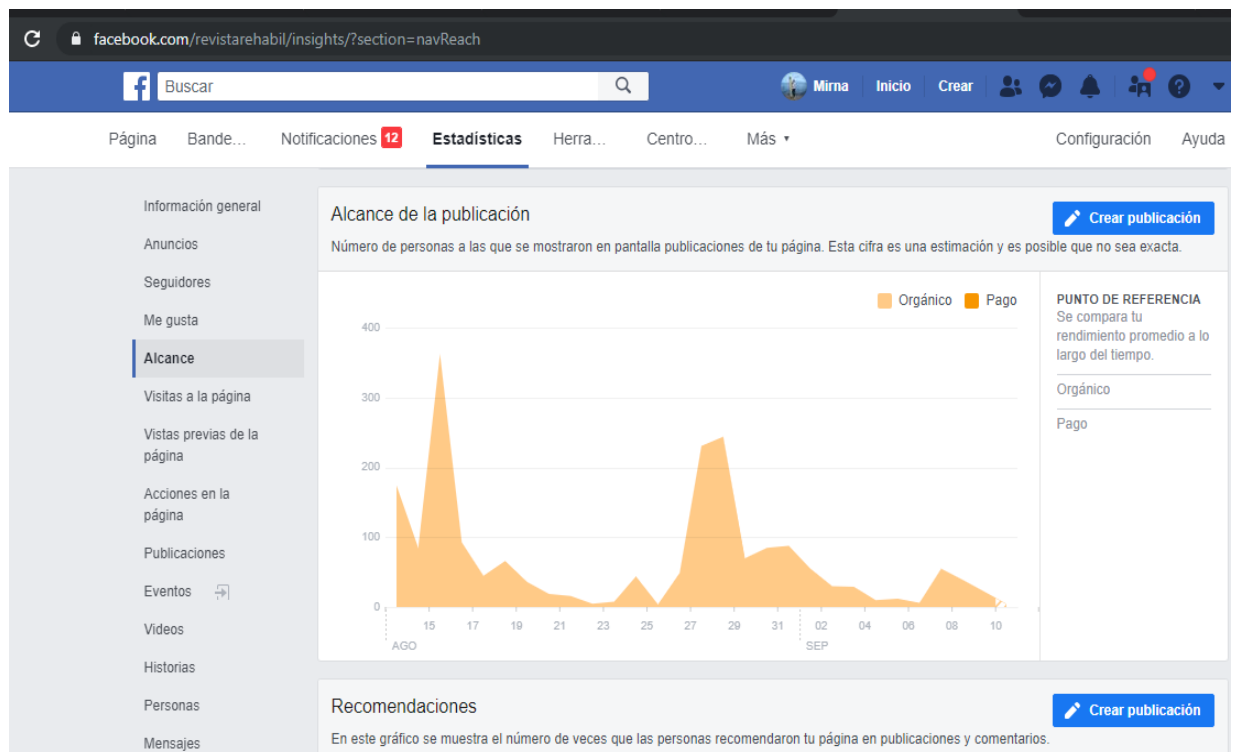 facebook.com/revistarehabil/insights/?section=navReach
f Buscar Mirna Inicio Crear
Página Bande... Notificaciones 12 Estadísticas Herra... Centro... Más Configuración Ayuda
Información general
Anuncios
Seguidores
Me gusta
Alcance
Visitas a la página
Vistas previas de la
página
Acciones en la
página
Publicaciones
Eventos
Videos
Historias
Personas
Mensajes
Alcance de la publicación
Crear publicación
Número de personas a las que se mostraron en pantalla publicaciones de tu página. Esta cifra es una estimación y es posible que no sea exacta.
Orgánico Pago
400
300
200
100
0
15 17 19 21 23 25 27 29 31 02 04 06 08 10
AGO SEP
PUNTO DE REFERENCIA
Se compara tu
rendimiento promedio a lo
largo del tiempo.
Orgánico
Pago
Recomendaciones
Crear publicación
En este gráfico se muestra el número de veces que las personas recomendaron tu página en publicaciones y comentarios.